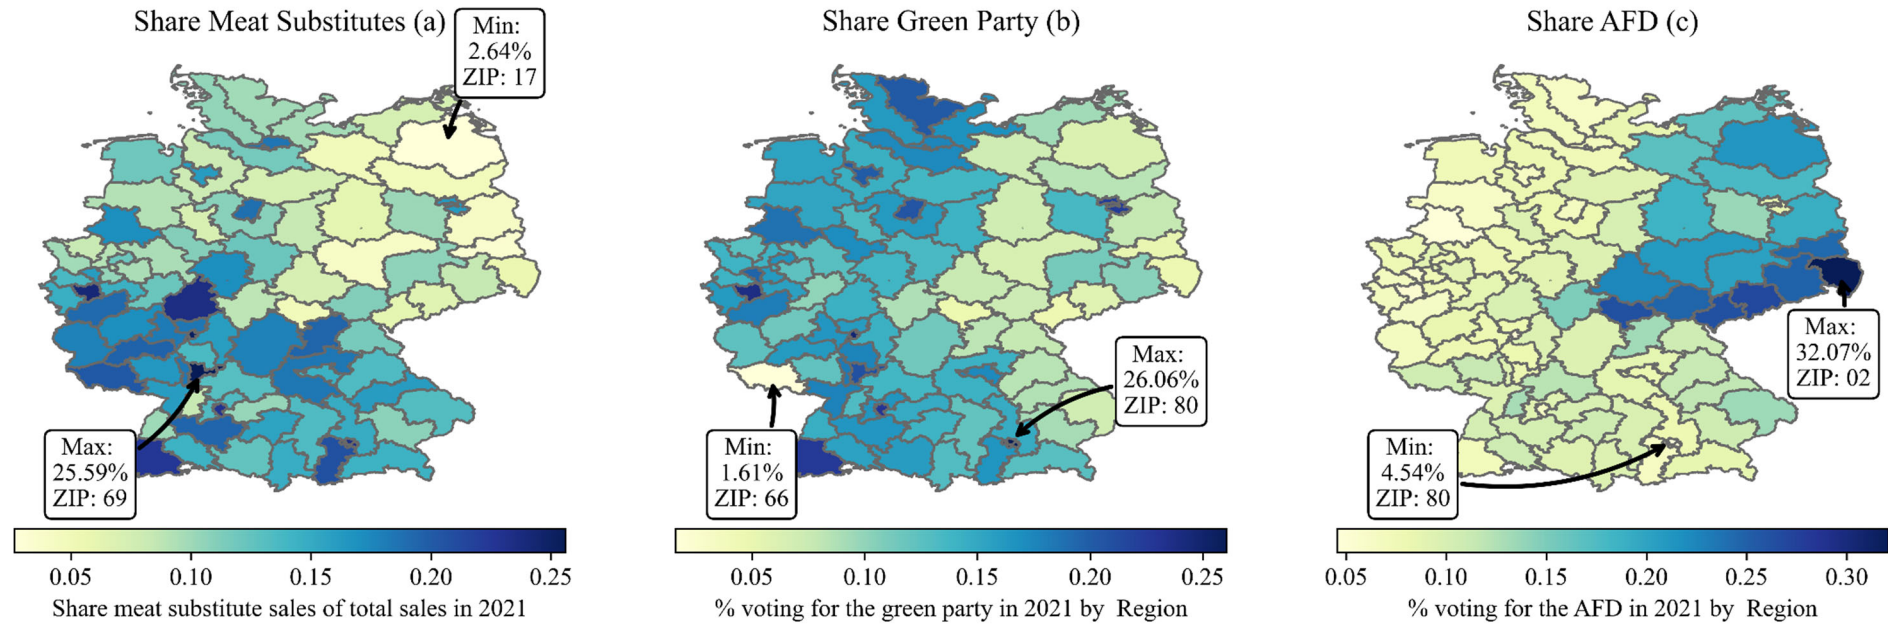 Share Meat Substitutes (a)
Min:
2.64%
ZIP: 17
Max:
25.59%
ZIP: 69
0.05 0.10 0.15 0.20 0.25
Share meat substitute sales of total sales in 2021
Share Green Party (b)
Max:
26.06%
ZIP: 80
Min:
1.61%
ZIP: 66
0.05 0.10 0.15 0.20 0.25
% voting for the green party in 2021 by Region
Share AFD (c)
Max:
32.07%
ZIP: 02
Min:
4.54%
ZIP: 80
0.05 0.10 0.15 0.20 0.25 0.30
% voting for the AFD in 2021 by Region